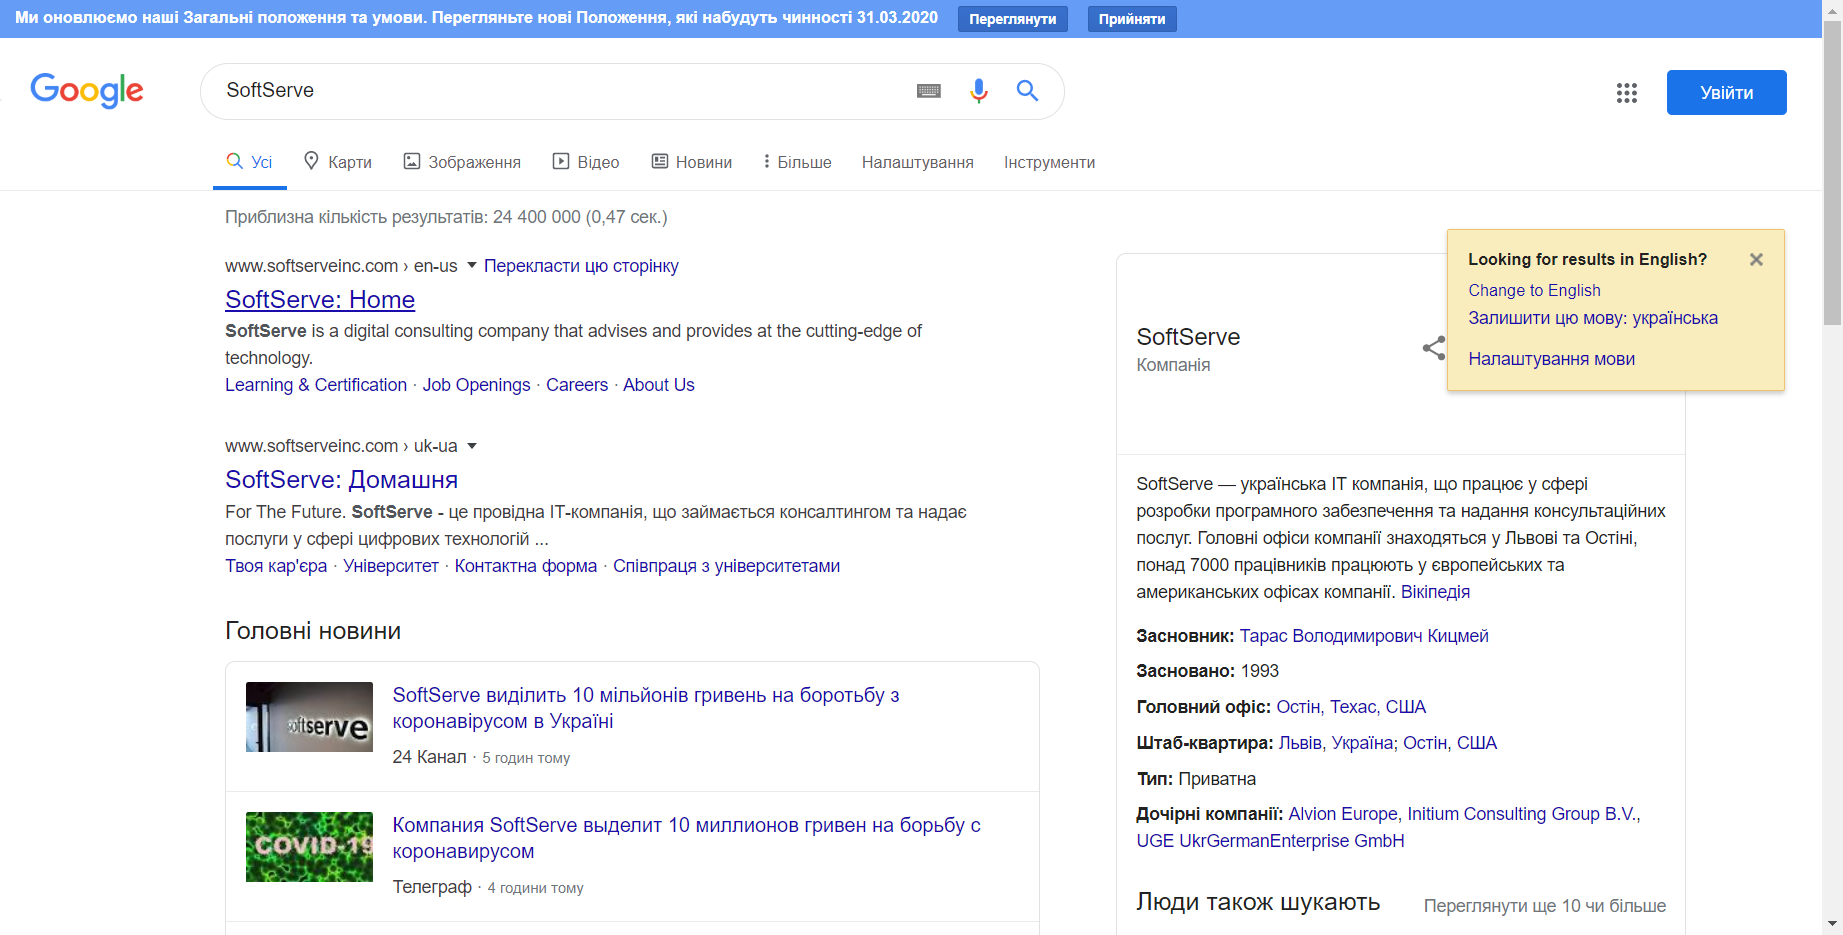 Ми оновлюємо наші Загальні положення та умови. Перегляньте нові Положення, які набудуть чинності 31.03.2020
Переглянути
Прийняти
Google
SoftServe
Увійти
Усі
Карти
Зображення
Відео
Новини
Більше
Налаштування
Інструменти
Приблизна кількість результатів: 24 400 000 (0,47 сек.)
www.softserveinc.com › en-us
Перекласти цю сторінку
SoftServe: Home
SoftServe is a digital consulting company that advises and provides at the cutting-edge of
technology.
Learning & Certification · Job Openings · Careers · About Us
www.softserveinc.com › uk-ua
SoftServe: Домашня
For The Future. SoftServe - це провідна ІТ-компанія, що займається консалтингом та надає
послуги у сфері цифрових технологій ...
Твоя кар'єра · Університет · Контактна форма · Співпраця з університетами
Головні новини
softserve
SoftServe виділить 10 мільйонів гривень на боротьбу з
коронавірусом в Україні
24 Канал · 5 годин тому
COVID-19
Компания SoftServe выделит 10 миллионов гривен на борьбу с
коронавирусом
Телеграф · 4 години тому
Looking for results in English?
Change to English
Залишити цю мову: українська
Налаштування мови
SoftServe
Компанія
SoftServe — українська ІТ компанія, що працює у сфері
розробки програмного забезпечення та надання консультаційних
послуг. Головні офіси компанії знаходяться у Львові та Остіні,
понад 7000 працівників працюють у європейських та
американських офісах компанії. Вікіпедія
Засновник: Тарас Володимирович Кицмей
Засновано: 1993
Головний офіс: Остін, Техас, США
Штаб-квартира: Львів, Україна; Остін, США
Тип: Приватна
Дочірні компанії: Alvion Europe, Initium Consulting Group B.V.,
UGE UkrGermanEnterprise GmbH
Люди також шукають
Переглянути ще 10 чи більше